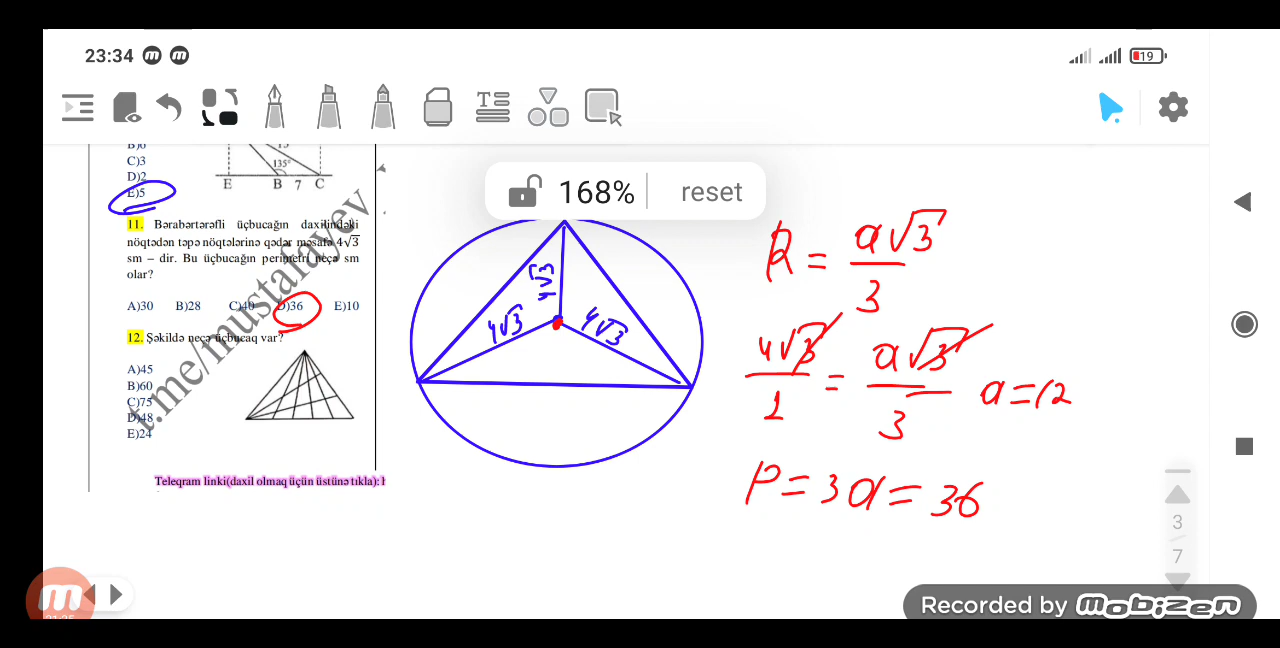 23:34
19
168% reset
B)6
C)3
D)2
E)5
135°
E B 7 C
11. Bərabərtərəfli üçbucağın daxilindəki
nöqtədən təpə nöqtələrinə qədər məsafə 4√3
sm – dir. Bu üçbucağın perimetri neçə sm
olar?
A)30 B)28 C)40 D)36 E)10
12. Şəkildə neçə üçbucaq var?
A)45
B)60
C)75
D)48
E)24
Teleqram linki(daxil olmaq üçün üstünə tıkla):
t.me/mustafayev
4√3
4√3 4√3
R = a√3/3
4√3/1 = a√3/3 a=12
P=3a=36
3
7
Recorded by mobizen